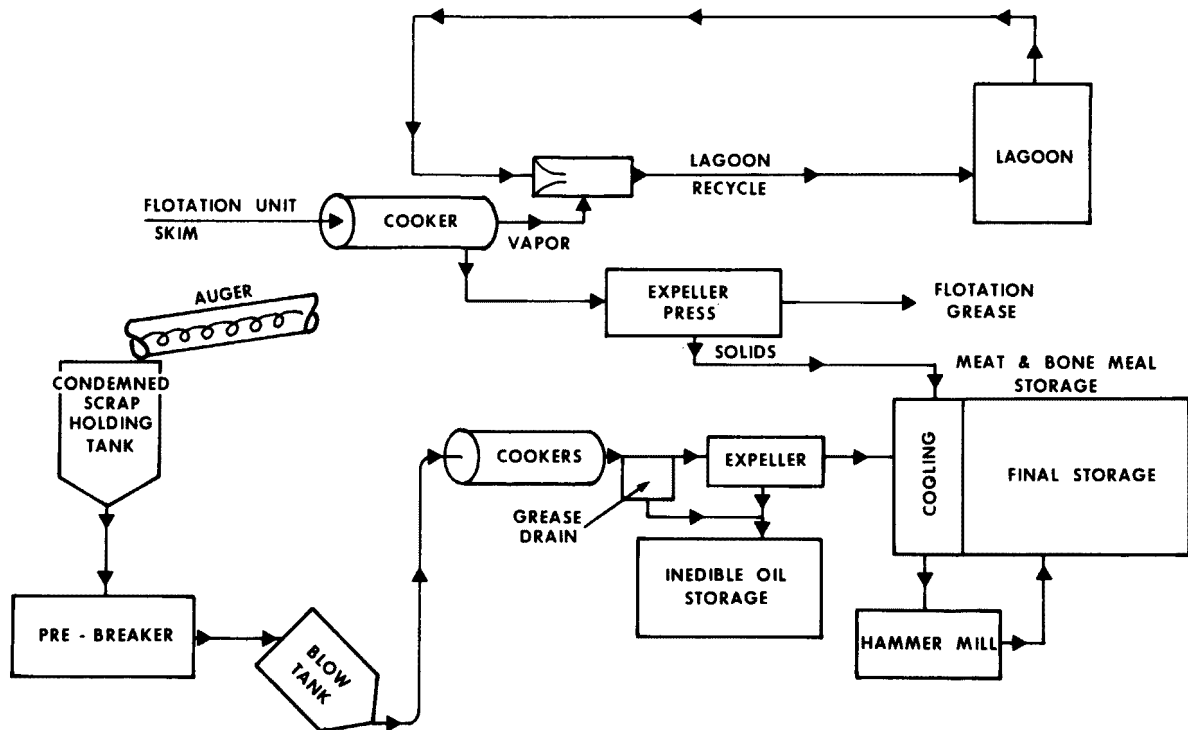 LAGOON
LAGOON
RECYCLE
FLOTATION UNIT
SKIM
COOKER
VAPOR
EXPELLER
PRESS
FLOTATION
GREASE
AUGER
SOLIDS
MEAT & BONE MEAL
STORAGE
CONDEMNED
SCRAP
HOLDING
TANK
COOKERS
EXPELLER
COOLING
FINAL STORAGE
GREASE
DRAIN
INEDIBLE OIL
STORAGE
PRE - BREAKER
BLOW
TANK
HAMMER MILL